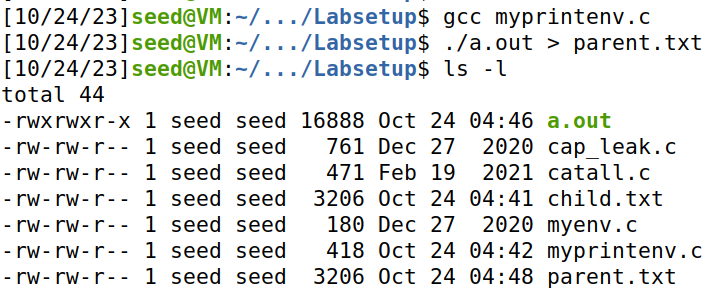 [10/24/23]seed@VM:~/.../Labsetup$ gcc myprintenv.c
[10/24/23]seed@VM:~/.../Labsetup$ ./a.out > parent.txt
[10/24/23]seed@VM:~/.../Labsetup$ ls -l
total 44
-rwxrwxr-x 1 seed seed 16888 Oct 24 04:46 a.out
-rw-rw-r-- 1 seed seed   761 Dec 27  2020 cap_leak.c
-rw-rw-r-- 1 seed seed   471 Feb 19  2021 catall.c
-rw-rw-r-- 1 seed seed  3206 Oct 24 04:41 child.txt
-rw-rw-r-- 1 seed seed   180 Dec 27  2020 myenv.c
-rw-rw-r-- 1 seed seed   418 Oct 24 04:42 myprintenv.c
-rw-rw-r-- 1 seed seed  3206 Oct 24 04:48 parent.txt